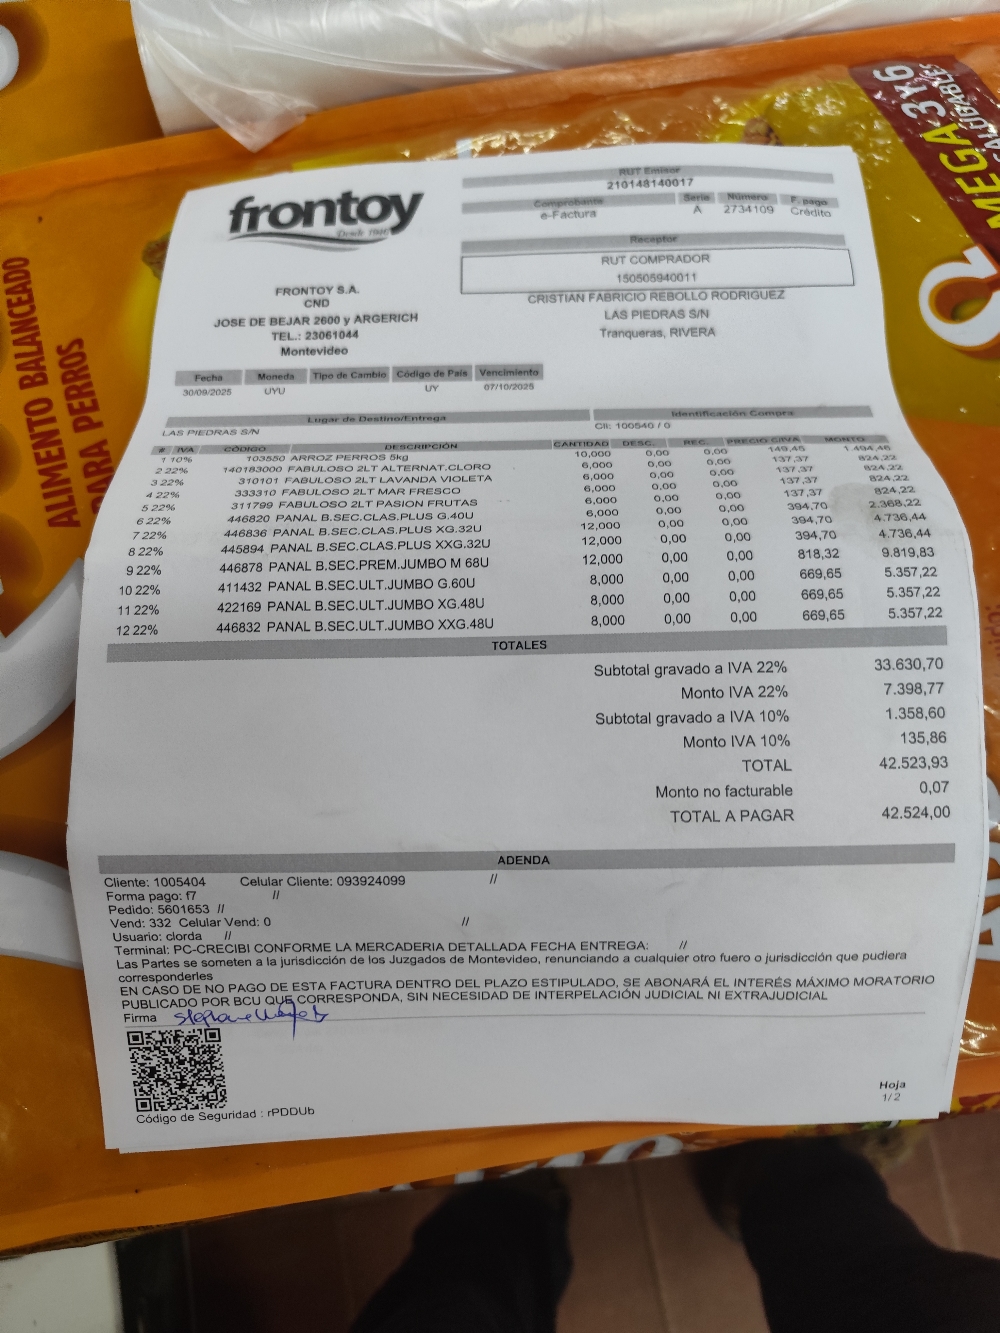 MEGA 3Y6
SALUDABLES
ALIMENTO BALANCEADO
PARA PERROS
frontoy
Desde 1946
RUT Emisor
210148140017
Comprobante Serie Número F. pago
e-Factura A 2734109 Crédito
Receptor
RUT COMPRADOR
150505940011
CRISTIAN FABRICIO REBOLLO RODRIGUEZ
LAS PIEDRAS S/N
Tranqueras, RIVERA
FRONTOY S.A.
CND
JOSE DE BEJAR 2600 y ARGERICH
TEL.: 23061044
Montevideo
Fecha Moneda Tipo de Cambio Código de País Vencimiento
30/09/2025 UYU UY 07/10/2025
Lugar de Destino/Entrega Identificación Compra
LAS PIEDRAS S/N Cli: 100540 / 0
# IVA CÓDIGO DESCRIPCIÓN CANTIDAD DESC. REC. PRECIO C/IVA MONTO
1 10% 103550 ARROZ PERROS 5kg 10,000 0,00 0,00 149,45 1.494,46
2 22% 140183000 FABULOSO 2LT ALTERNAT.CLORO 6,000 0,00 0,00 137,37 824,22
3 22% 310101 FABULOSO 2LT LAVANDA VIOLETA 6,000 0,00 0,00 137,37 824,22
4 22% 333310 FABULOSO 2LT MAR FRESCO 6,000 0,00 0,00 137,37 824,22
5 22% 311799 FABULOSO 2LT PASION FRUTAS 6,000 0,00 0,00 137,37 824,22
6 22% 446820 PANAL B.SEC.CLAS.PLUS G.40U 6,000 0,00 0,00 394,70 2.368,22
7 22% 446836 PANAL B.SEC.CLAS.PLUS XG.32U 12,000 0,00 0,00 394,70 4.736,44
8 22% 445894 PANAL B.SEC.CLAS.PLUS XXG.32U 12,000 0,00 0,00 394,70 4.736,44
9 22% 446878 PANAL B.SEC.PREM.JUMBO M 68U 12,000 0,00 0,00 818,32 9.819,83
10 22% 411432 PANAL B.SEC.ULT.JUMBO G.60U 8,000 0,00 0,00 669,65 5.357,22
11 22% 422169 PANAL B.SEC.ULT.JUMBO XG.48U 8,000 0,00 0,00 669,65 5.357,22
12 22% 446832 PANAL B.SEC.ULT.JUMBO XXG.48U 8,000 0,00 0,00 669,65 5.357,22
TOTALES
Subtotal gravado a IVA 22% 33.630,70
Monto IVA 22% 7.398,77
Subtotal gravado a IVA 10% 1.358,60
Monto IVA 10% 135,86
TOTAL 42.523,93
Monto no facturable 0,07
TOTAL A PAGAR 42.524,00
ADENDA
Cliente: 1005404 Celular Cliente: 093924099 //
Forma pago: f7 //
Pedido: 5601653 //
Vend: 332 Celular Vend: 0 //
Usuario: clorda //
Terminal: PC-CRECIBI CONFORME LA MERCADERIA DETALLADA FECHA ENTREGA: //
Las Partes se someten a la jurisdicción de los Juzgados de Montevideo, renunciando a cualquier otro fuero o jurisdicción que pudiera
corresponderles
EN CASO DE NO PAGO DE ESTA FACTURA DENTRO DEL PLAZO ESTIPULADO, SE ABONARÁ EL INTERÉS MÁXIMO MORATORIO
PUBLICADO POR BCU QUE CORRESPONDA, SIN NECESIDAD DE INTERPELACIÓN JUDICIAL NI EXTRAJUDICIAL
Firma
Código de Seguridad : rPDDUb
Hoja
1/ 2